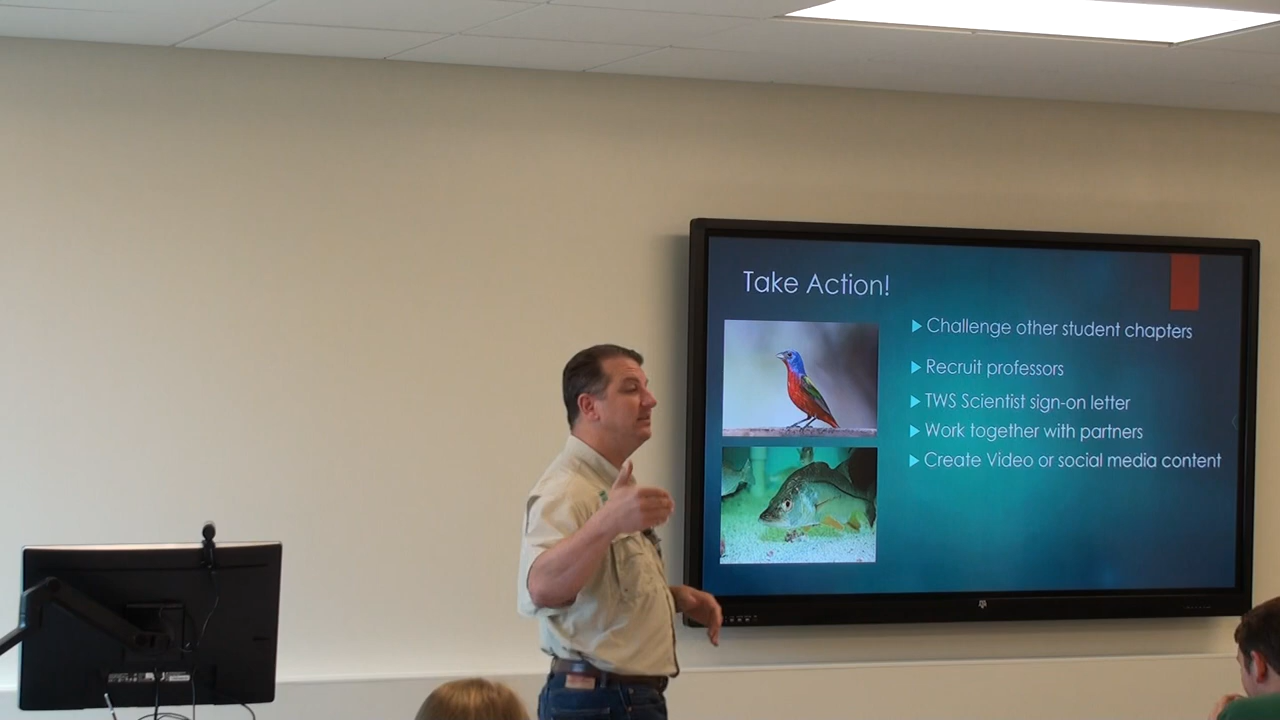 Take Action!
Challenge other student chapters
Recruit professors
TWS Scientist sign-on letter
Work together with partners
Create Video or social media content